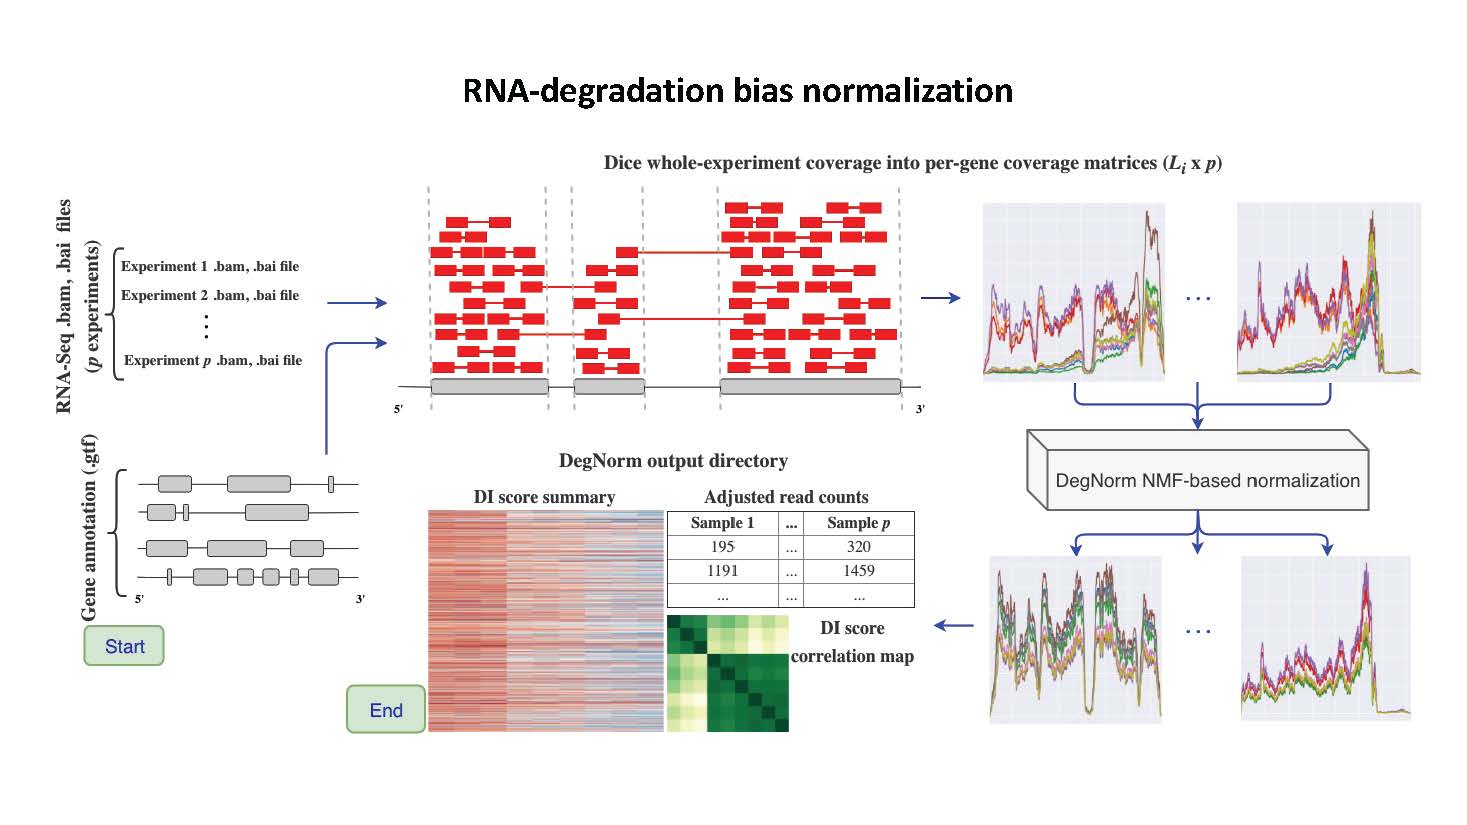 RNA-degradation bias normalization
Dice whole-experiment coverage into per-gene coverage matrices (Li x p)
RNA-Seq .bam, .bai files
(p experiments)
Experiment 1 .bam, .bai file
Experiment 2 .bam, .bai file
⋮
Experiment p .bam, .bai file
5'
3'
...
Gene annotation (.gtf)
5'
3'
Start
DegNorm NMF-based normalization
...
DegNorm output directory
DI score summary
Adjusted read counts
Sample 1 ... Sample p
195 ... 320
1191 ... 1459
... ... ...
DI score
correlation map
End